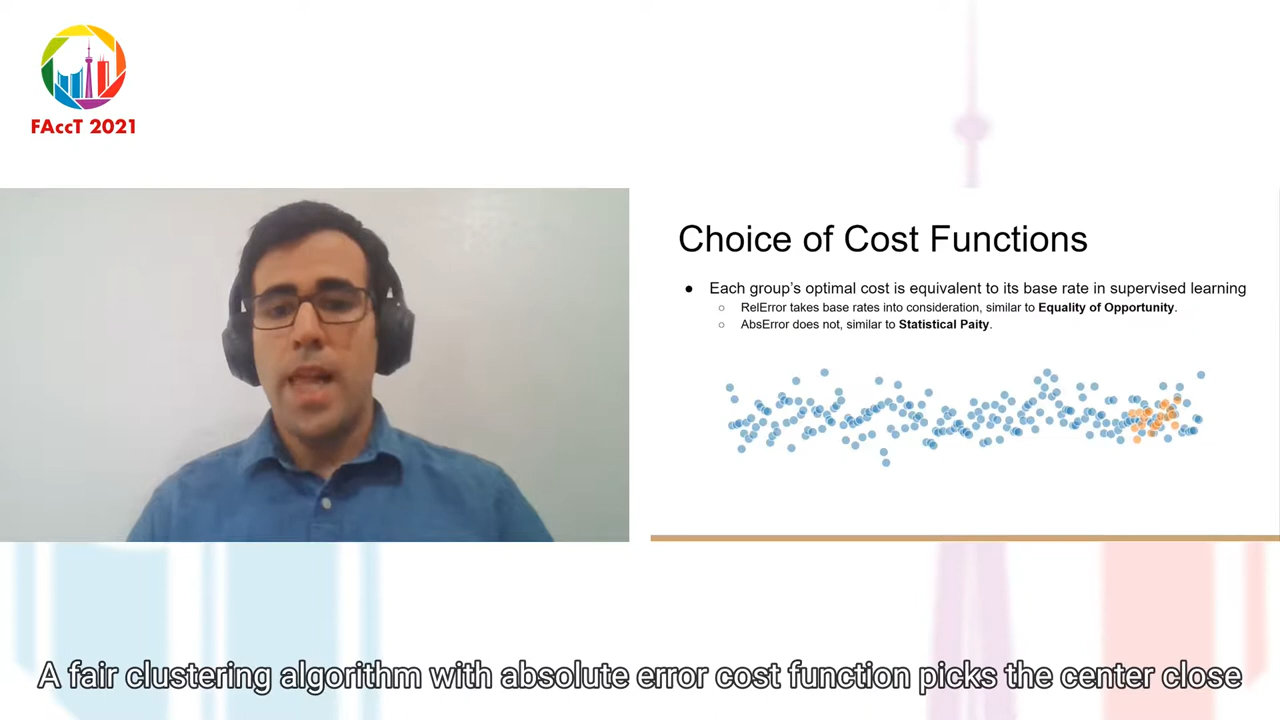 FAccT 2021
Choice of Cost Functions
● Each group's optimal cost is equivalent to its base rate in supervised learning
○ RelError takes base rates into consideration, similar to Equality of Opportunity.
○ AbsError does not, similar to Statistical Paity.
A fair clustering algorithm with absolute error cost function picks the center close